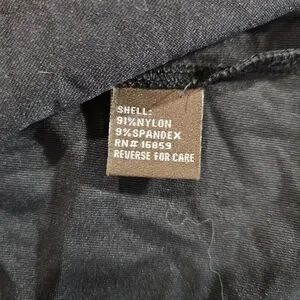 SHELL:
91%NYLON
9%SPANDEX
RN# 16859
REVERSE FOR CARE